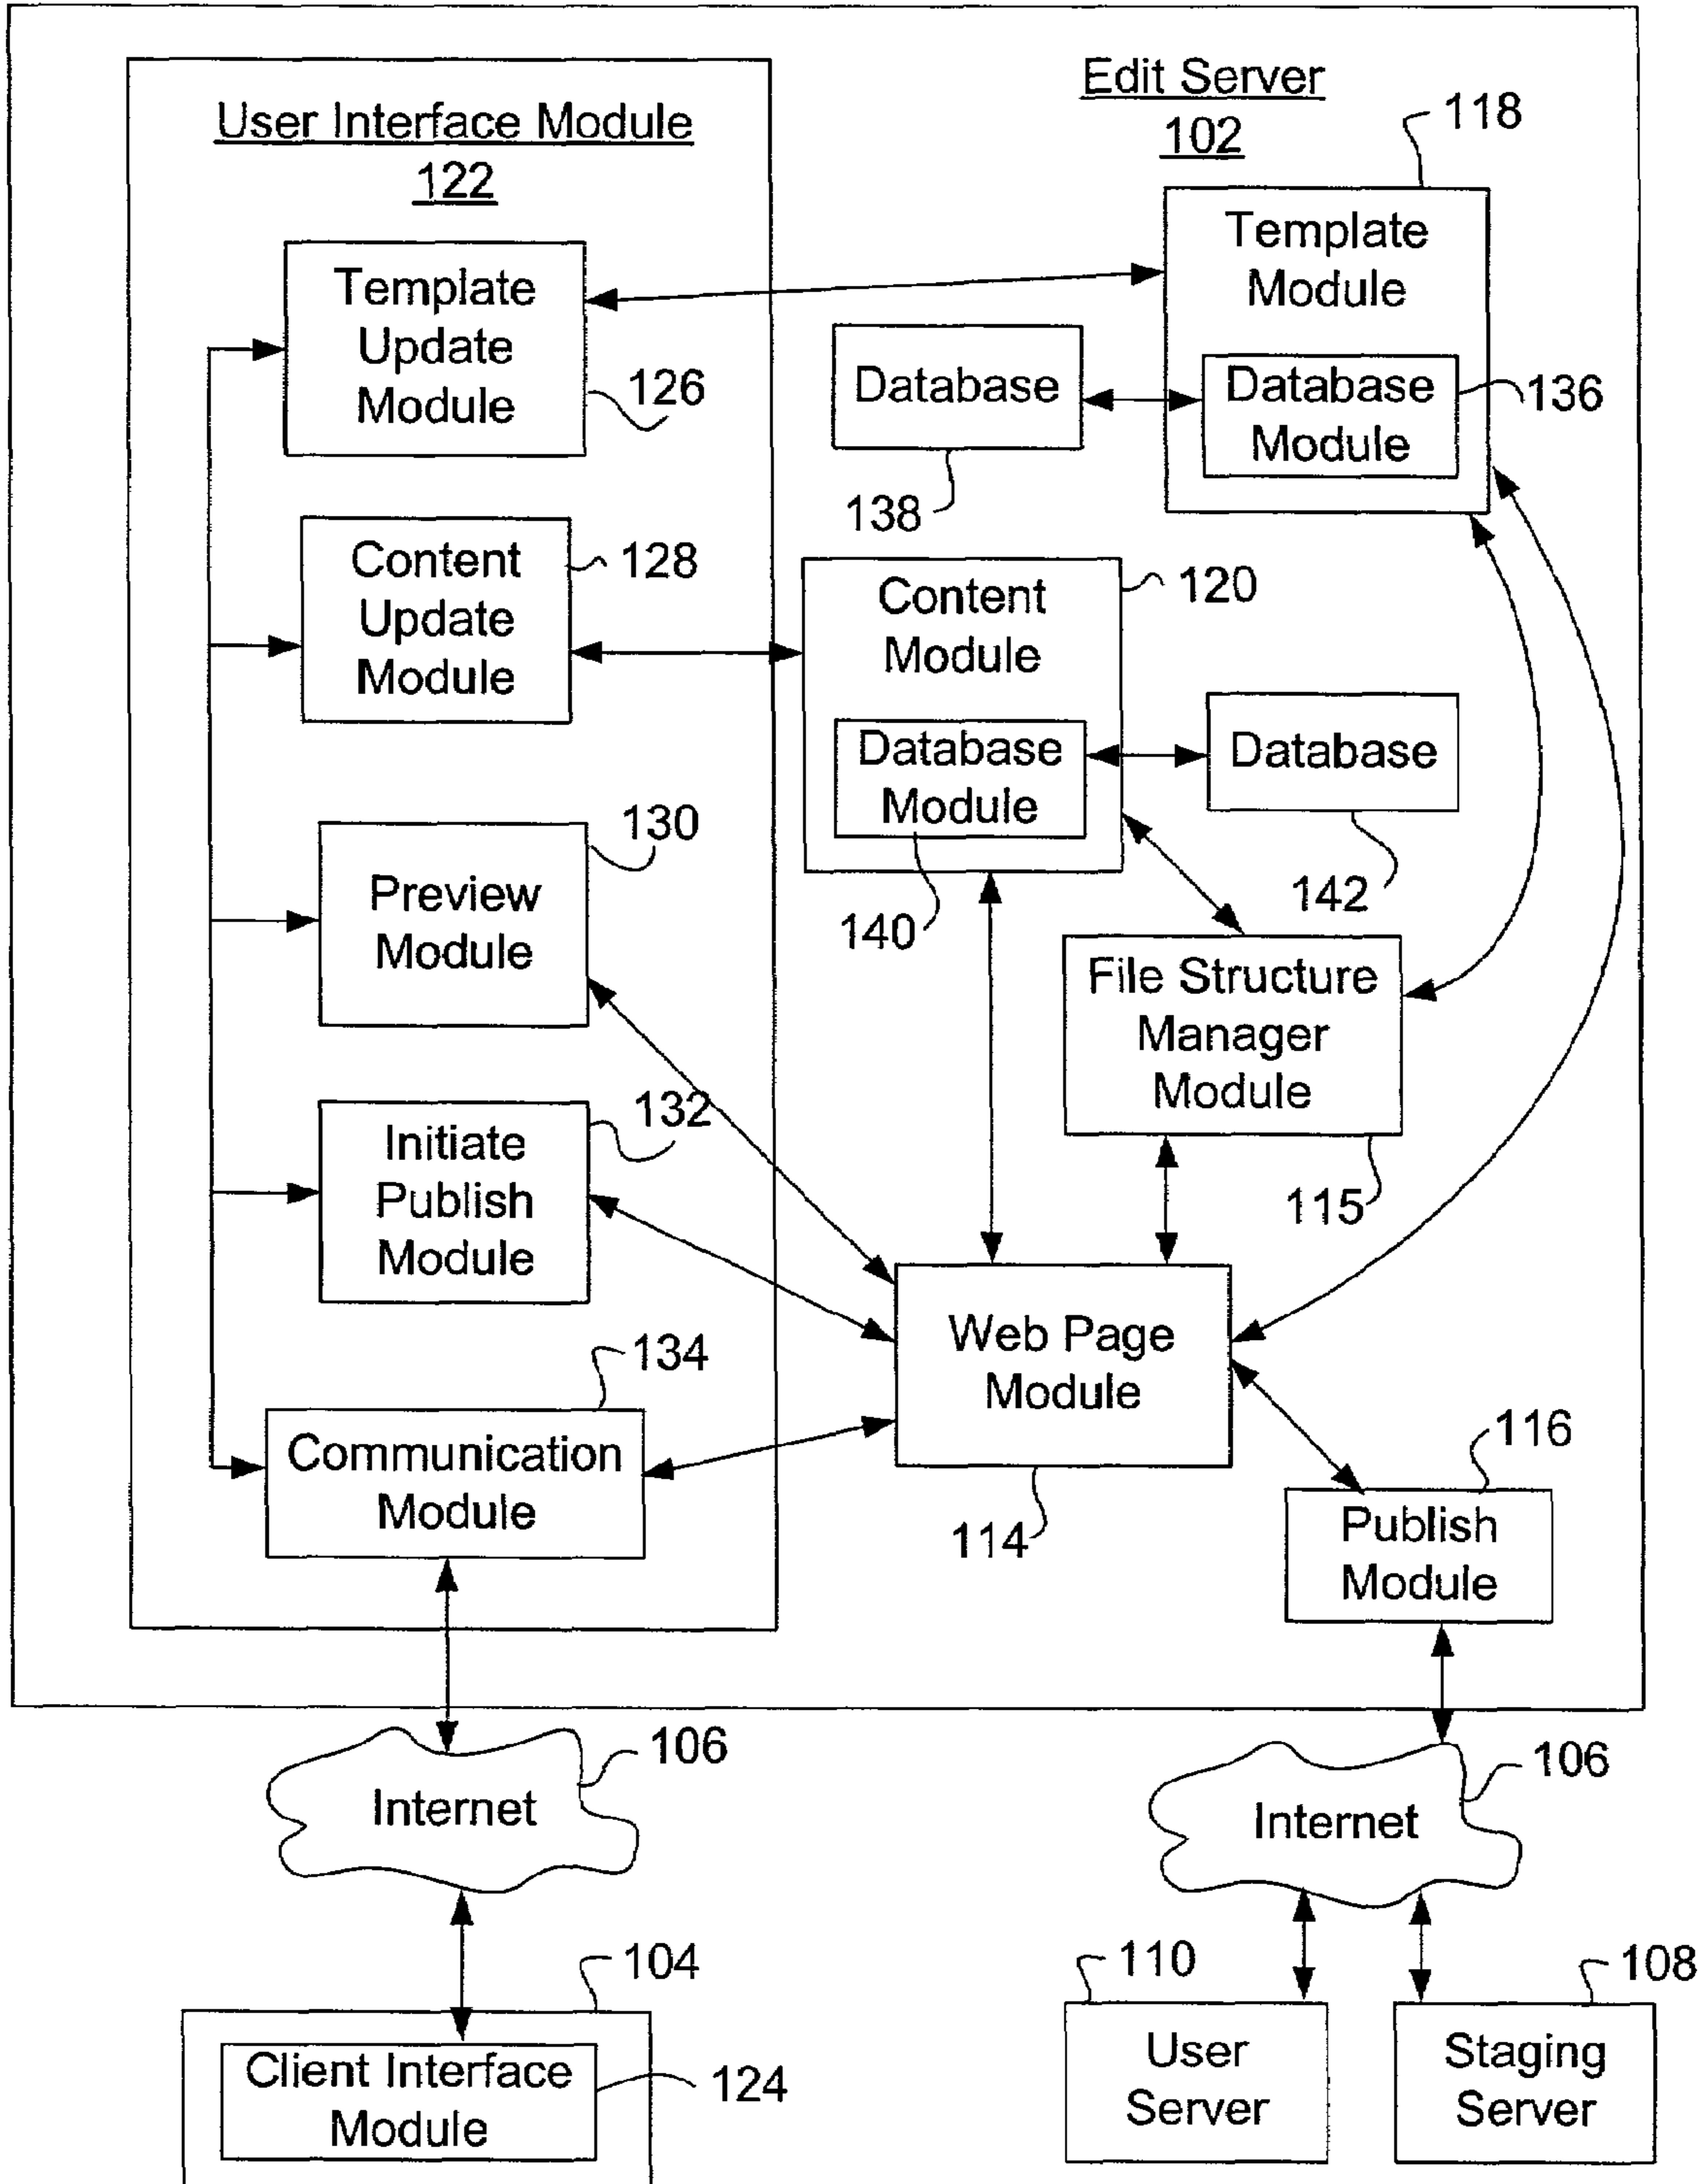 Edit Server
102
User Interface Module
122
118
Template
Module
Template
Update
Module
126
Database
138
Database
Module
136
Content
Update
Module
128
Content
Module
120
Database
Module
140
Database
142
Preview
Module
130
File Structure
Manager
Module
115
Initiate
Publish
Module
132
Web Page
Module
114
134
Communication
Module
116
Publish
Module
Internet
106
Internet
106
104
Client Interface
Module
124
110
User
Server
108
Staging
Server